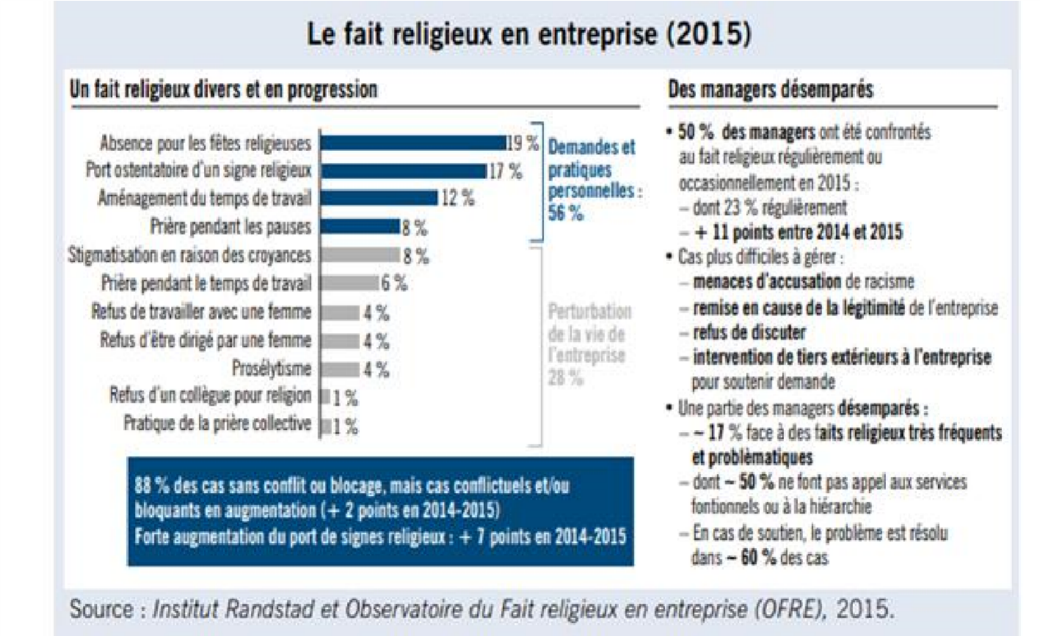 Le fait religieux en entreprise (2015)
Un fait religieux divers et en progression
Absence pour les fêtes religieuses 19 %
Port ostentatoire d'un signe religieux 17 %
Aménagement du temps de travail 12 %
Prière pendant les pauses 8 %
Demandes et
pratiques
personnelles :
56 %
Stigmatisation en raison des croyances 8 %
Prière pendant le temps de travail 6 %
Refus de travailler avec une femme 4 %
Refus d'être dirigé par une femme 4 %
Prosélytisme 4 %
Refus d'un collègue pour religion 1 %
Pratique de la prière collective 1 %
Perturbation
de la vie de
l'entreprise
28 %
88 % des cas sans conflit ou blocage, mais cas conflictuels et/ou
bloquants en augmentation (+ 2 points en 2014-2015)
Forte augmentation du port de signes religieux : + 7 points en 2014-2015
Des managers désemparés
• 50 % des managers ont été confrontés
au fait religieux régulièrement ou
occasionnellement en 2015 :
– dont 23 % régulièrement
– + 11 points entre 2014 et 2015
• Cas plus difficiles à gérer :
– menaces d'accusation de racisme
– remise en cause de la légitimité de l'entreprise
– refus de discuter
– intervention de tiers extérieurs à l'entreprise
pour soutenir demande
• Une partie des managers désemparés :
– ~ 17 % face à des faits religieux très fréquents
et problèmatiques
– dont ~ 50 % ne font pas appel aux services
fontionnels ou à la hiérarchie
– En cas de soutien, le problème est résolu
dans ~ 60 % des cas
Source : Institut Randstad et Observatoire du Fait religieux en entreprise (OFRE), 2015.